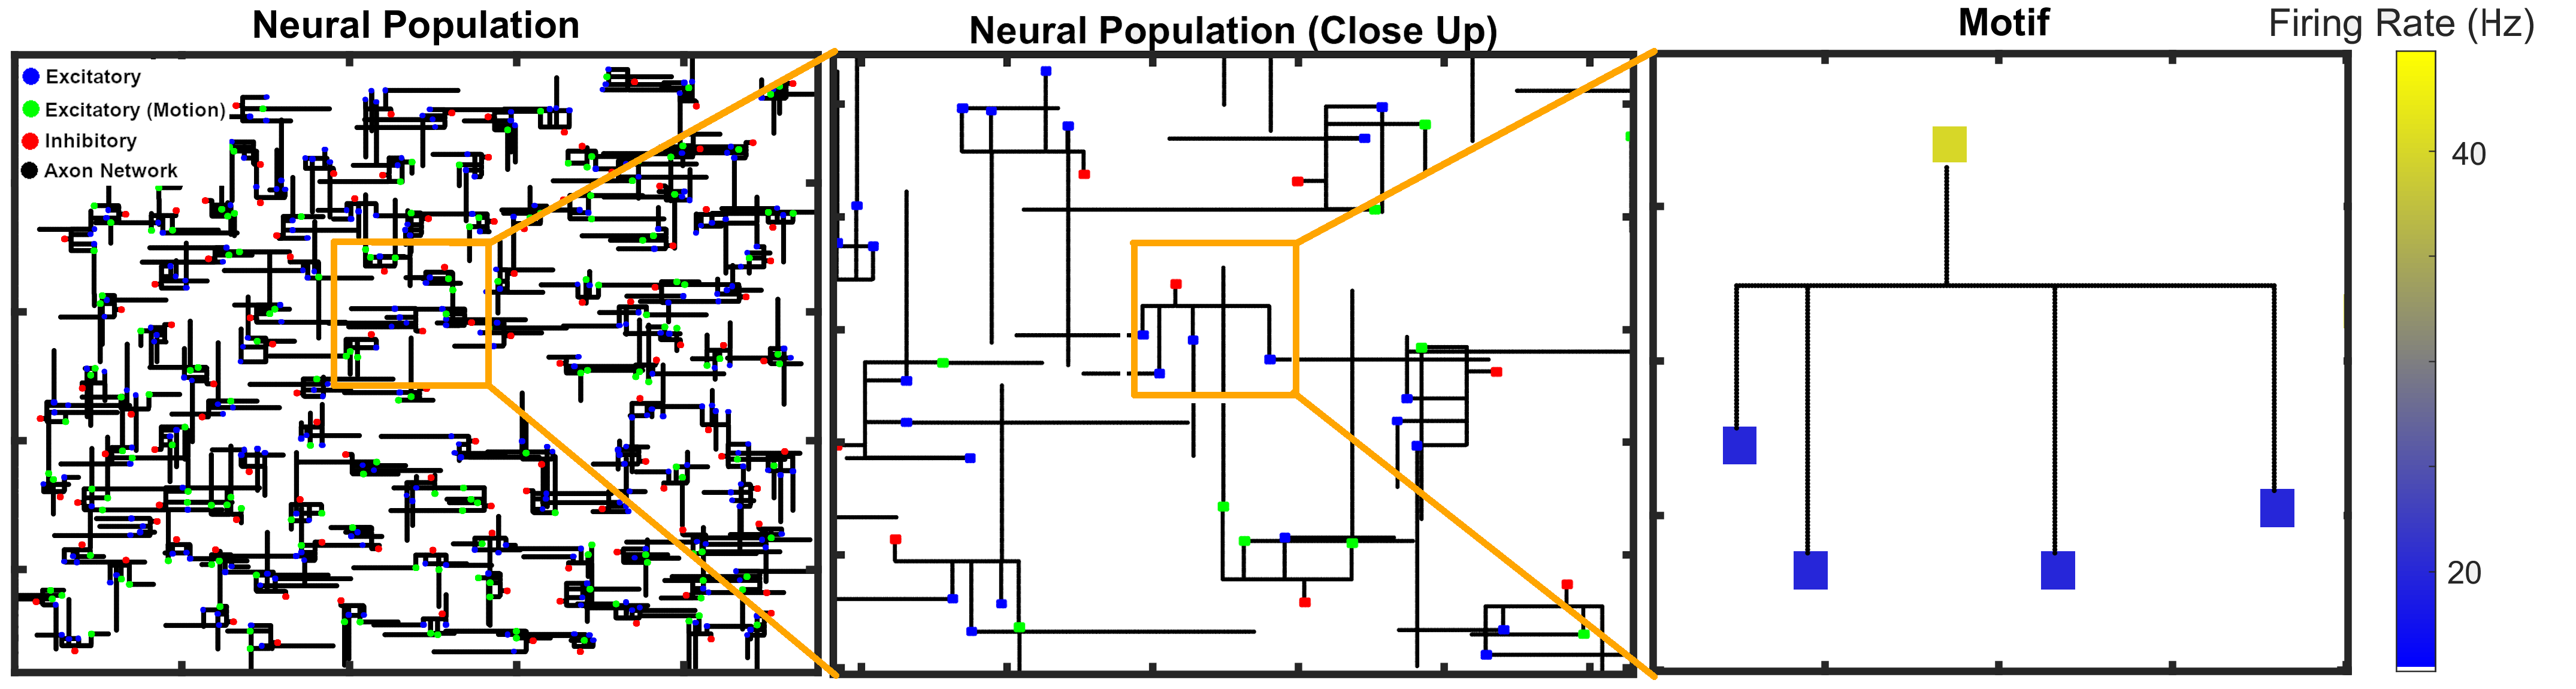 Neural Population
Neural Population (Close Up)
Motif
Firing Rate (Hz)
Excitatory
Excitatory (Motion)
Inhibitory
Axon Network
40
20